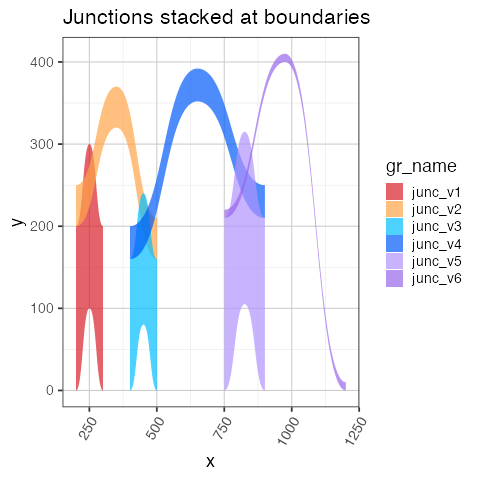 Junctions stacked at boundaries
y
400
300
200
100
0
250
500
750
1000
1250
x
gr_name
junc_v1
junc_v2
junc_v3
junc_v4
junc_v5
junc_v6